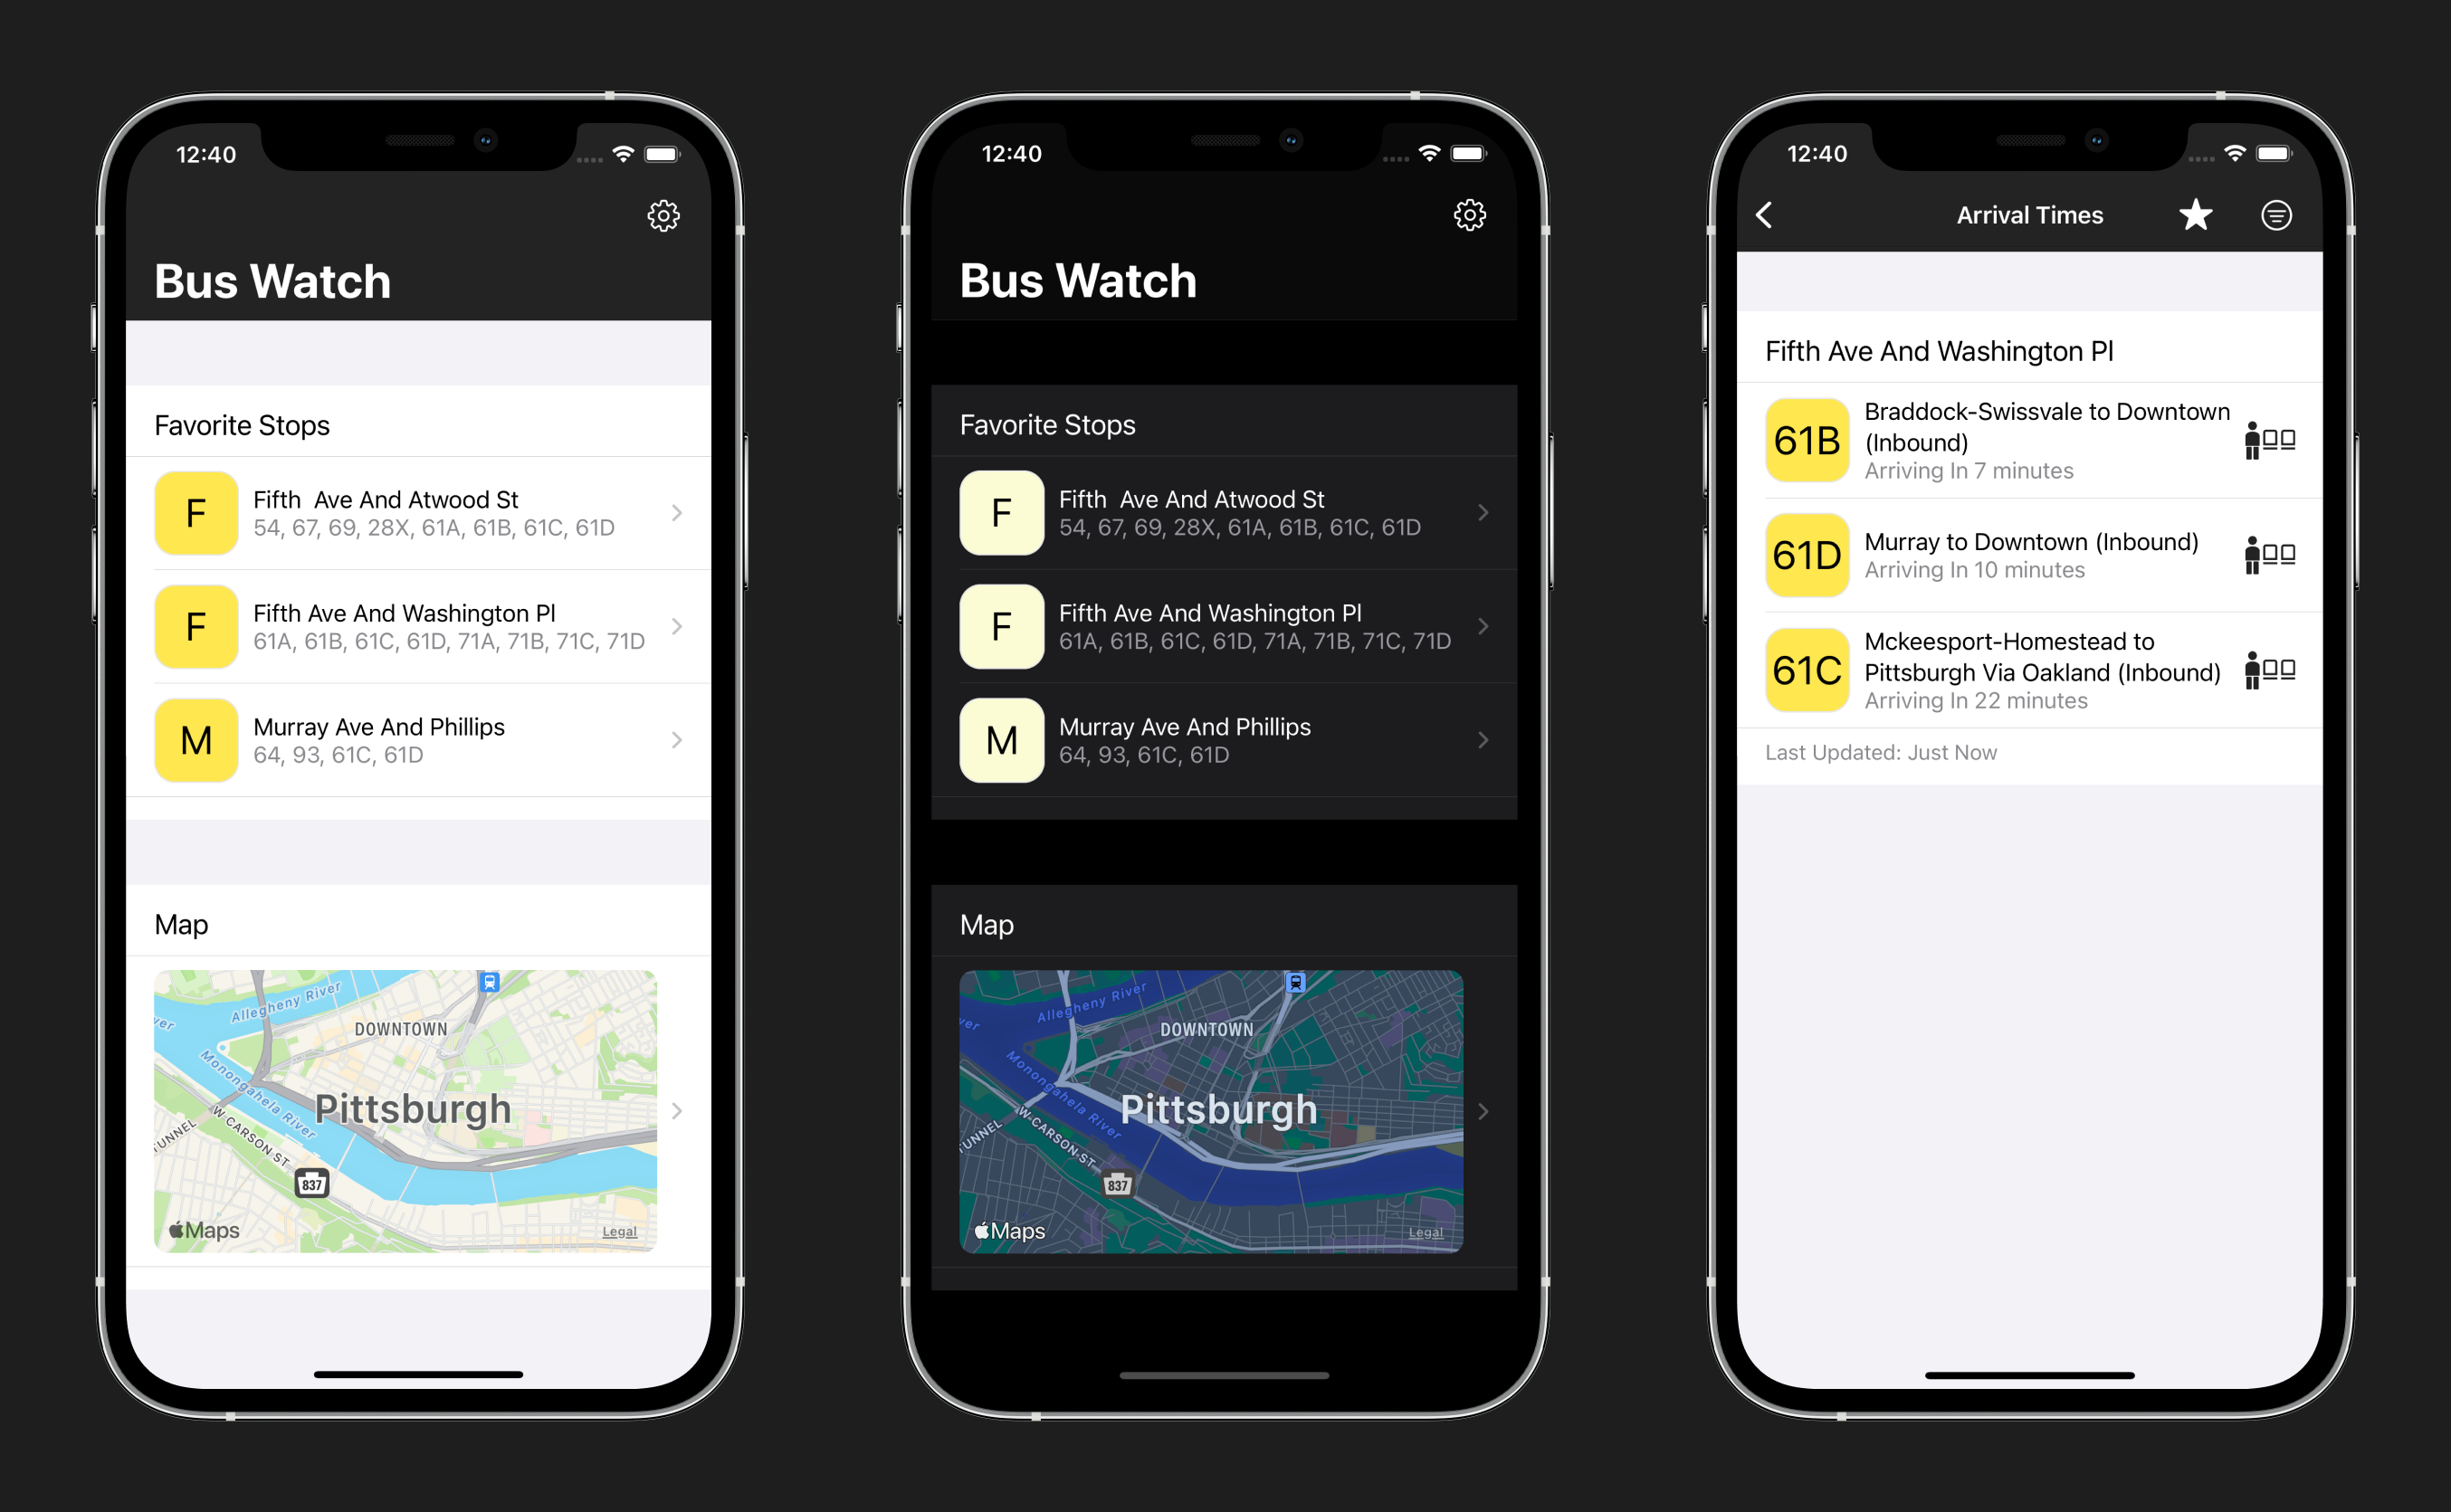 12:40
Bus Watch
Favorite Stops
F
Fifth  Ave And Atwood St
54, 67, 69, 28X, 61A, 61B, 61C, 61D
F
Fifth Ave And Washington Pl
61A, 61B, 61C, 61D, 71A, 71B, 71C, 71D
M
Murray Ave And Phillips
64, 93, 61C, 61D
Map
Allegheny River
ver
DOWNTOWN
Monongahela River
Pittsburgh
W CARSON ST
TUNNEL
837
Maps
Legal
12:40
Bus Watch
Favorite Stops
F
Fifth  Ave And Atwood St
54, 67, 69, 28X, 61A, 61B, 61C, 61D
F
Fifth Ave And Washington Pl
61A, 61B, 61C, 61D, 71A, 71B, 71C, 71D
M
Murray Ave And Phillips
64, 93, 61C, 61D
Map
Allegheny River
ver
DOWNTOWN
Monongahela River
Pittsburgh
W CARSON ST
TUNNEL
837
Maps
Legal
12:40
Arrival Times
Fifth Ave And Washington Pl
61B
Braddock-Swissvale to Downtown
(Inbound)
Arriving In 7 minutes
61D
Murray to Downtown (Inbound)
Arriving In 10 minutes
61C
Mckeesport-Homestead to
Pittsburgh Via Oakland (Inbound)
Arriving In 22 minutes
Last Updated: Just Now